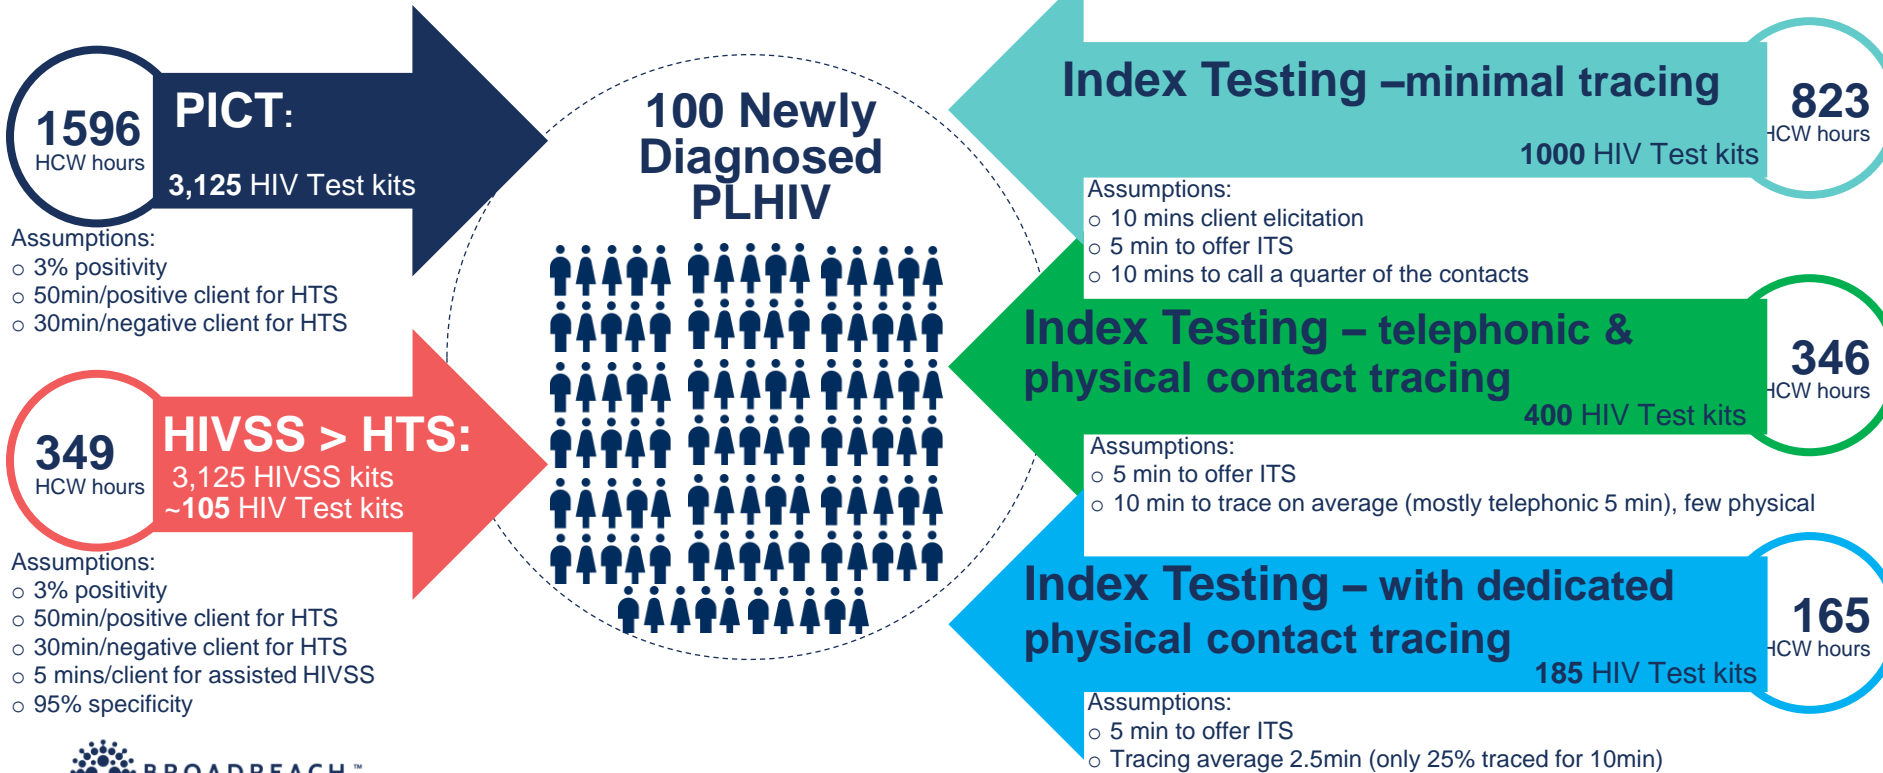 1596
HCW hours
PICT:
3,125 HIV Test kits
Assumptions:
○ 3% positivity
○ 50min/positive client for HTS
○ 30min/negative client for HTS
349
HCW hours
HIVSS > HTS:
3,125 HIVSS kits
~105 HIV Test kits
Assumptions:
○ 3% positivity
○ 50min/positive client for HTS
○ 30min/negative client for HTS
○ 5 mins/client for assisted HIVSS
○ 95% specificity
100 Newly
Diagnosed
PLHIV
Index Testing –minimal tracing
1000 HIV Test kits
823
HCW hours
Assumptions:
○ 10 mins client elicitation
○ 5 min to offer ITS
○ 10 mins to call a quarter of the contacts
Index Testing – telephonic &
physical contact tracing
400 HIV Test kits
346
HCW hours
Assumptions:
○ 5 min to offer ITS
○ 10 min to trace on average (mostly telephonic 5 min), few physical
Index Testing – with dedicated
physical contact tracing
185 HIV Test kits
165
HCW hours
Assumptions:
○ 5 min to offer ITS
○ Tracing average 2.5min (only 25% traced for 10min)
BROADREACH™